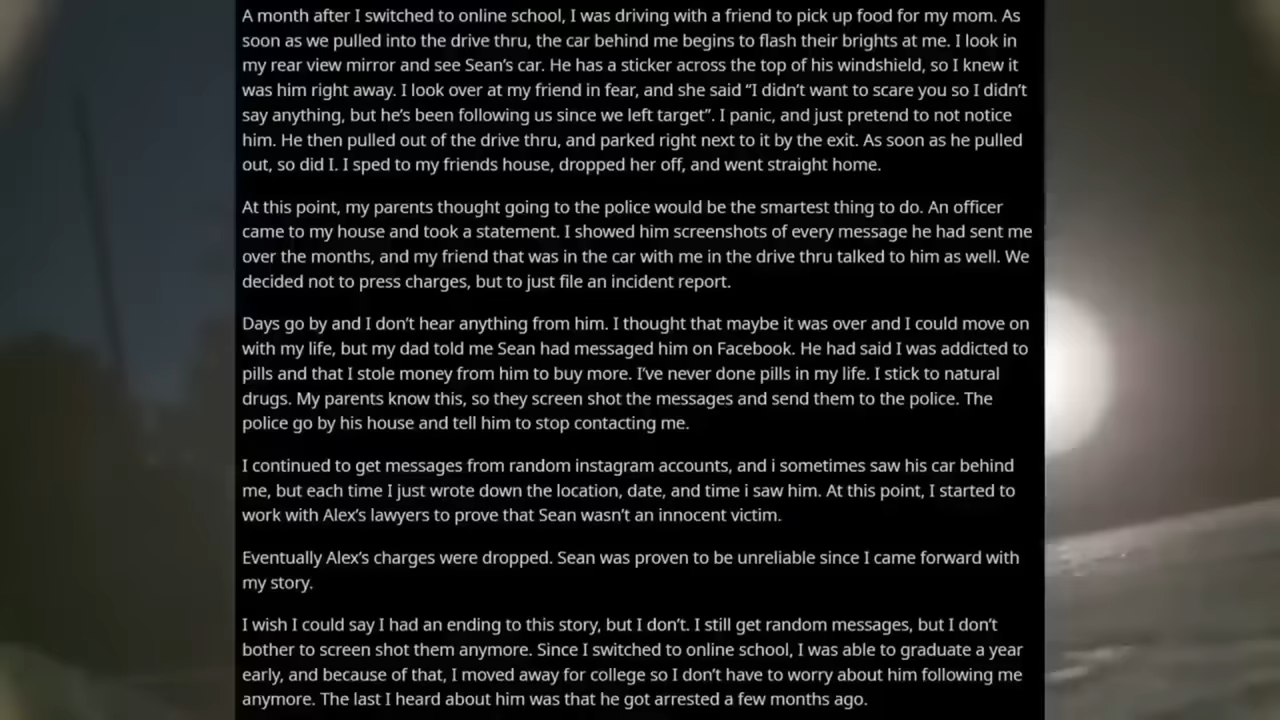 A month after I switched to online school, I was driving with a friend to pick up food for my mom. As
soon as we pulled into the drive thru, the car behind me begins to flash their brights at me. I look in
my rear view mirror and see Sean's car. He has a sticker across the top of his windshield, so I knew it
was him right away. I look over at my friend in fear, and she said “I didn't want to scare you so I didn't
say anything, but he's been following us since we left target”. I panic, and just pretend to not notice
him. He then pulled out of the drive thru, and parked right next to it by the exit. As soon as he pulled
out, so did I. I sped to my friends house, dropped her off, and went straight home.
At this point, my parents thought going to the police would be the smartest thing to do. An officer
came to my house and took a statement. I showed him screenshots of every message he had sent me
over the months, and my friend that was in the car with me in the drive thru talked to him as well. We
decided not to press charges, but to just file an incident report.
Days go by and I don't hear anything from him. I thought that maybe it was over and I could move on
with my life, but my dad told me Sean had messaged him on Facebook. He had said I was addicted to
pills and that I stole money from him to buy more. I've never done pills in my life. I stick to natural
drugs. My parents know this, so they screen shot the messages and send them to the police. The
police go by his house and tell him to stop contacting me.
I continued to get messages from random instagram accounts, and i sometimes saw his car behind
me, but each time I just wrote down the location, date, and time i saw him. At this point, I started to
work with Alex's lawyers to prove that Sean wasn't an innocent victim.
Eventually Alex's charges were dropped. Sean was proven to be unreliable since I came forward with
my story.
I wish I could say I had an ending to this story, but I don't. I still get random messages, but I don't
bother to screen shot them anymore. Since I switched to online school, I was able to graduate a year
early, and because of that, I moved away for college so I don't have to worry about him following me
anymore. The last I heard about him was that he got arrested a few months ago.